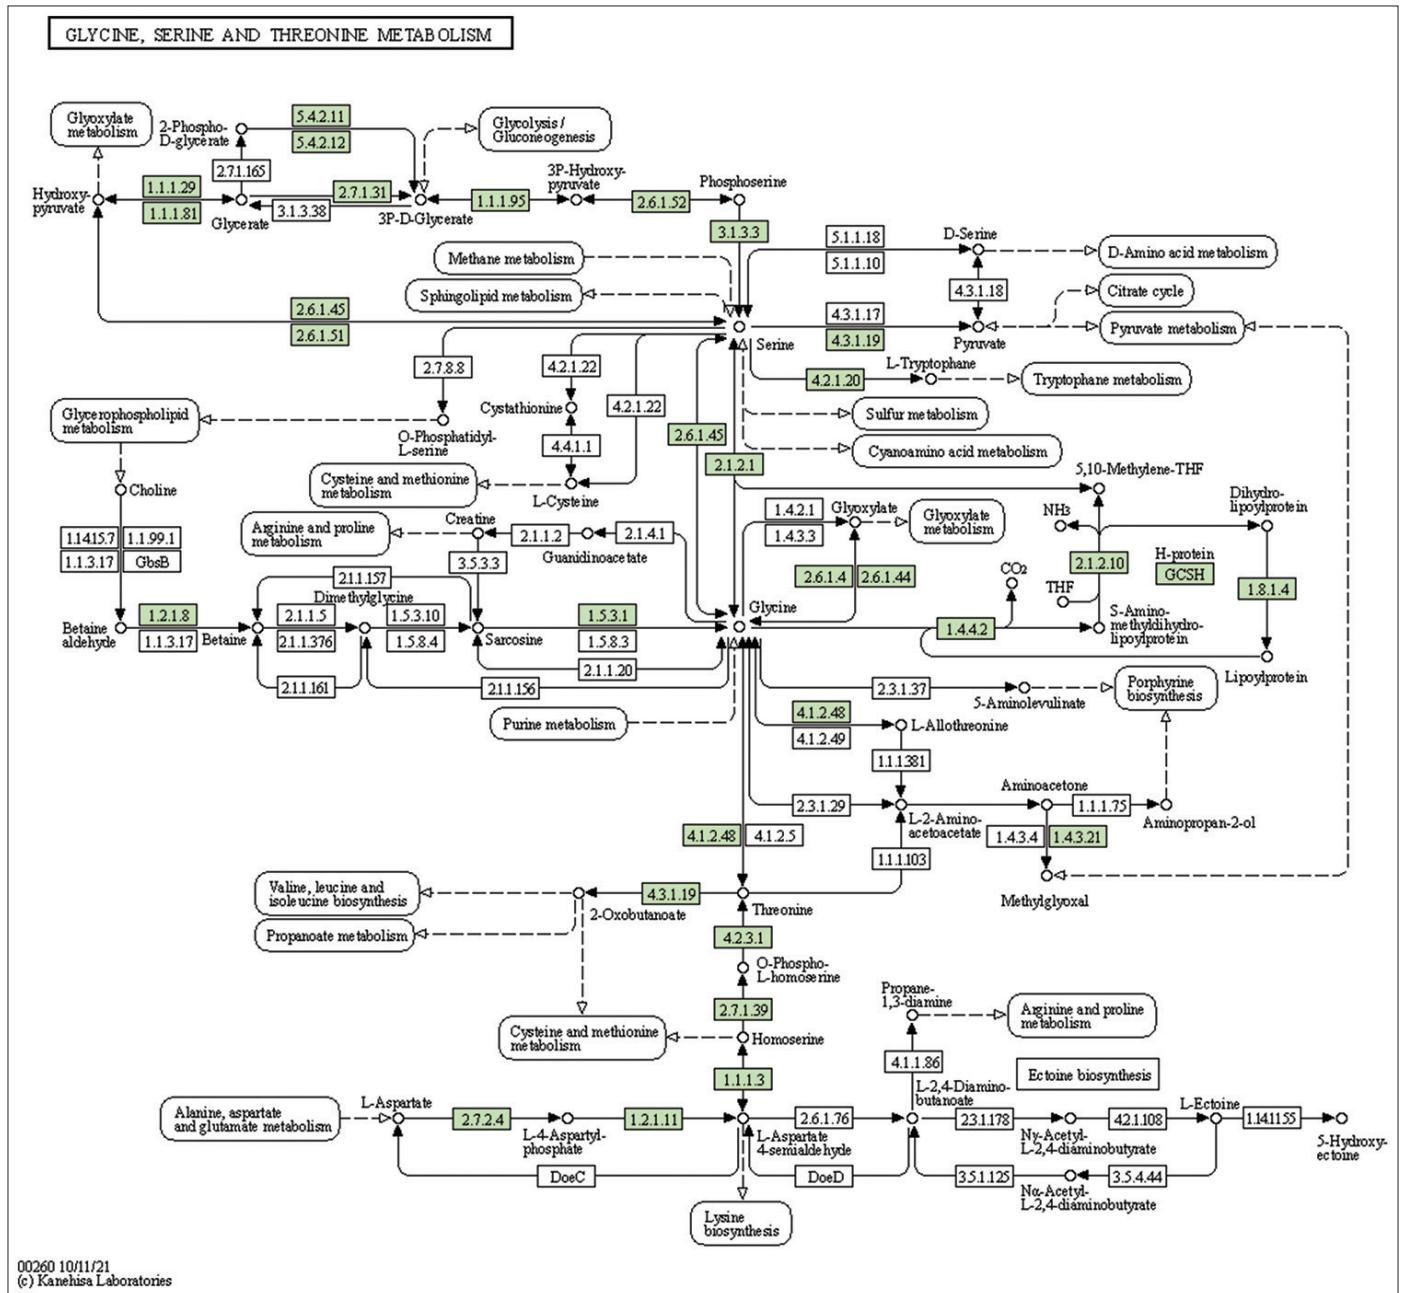 GLYCINE, SERINE AND THREONINE METABOLISM
Glyoxylate
metabolism
2-Phospho-
D-glycerate
5.4.2.11
5.4.2.12
Glycolysis /
Gluconeogenesis
2.7.1.165
Hydroxy-
pyruvate
1.1.1.29
1.1.1.81
Glycerate
2.7.1.31
3.1.3.38
3P-D-Glycerate
1.1.1.95
3P-Hydroxy-
pyruvate
2.6.1.52
Phosphoserine
3.1.3.3
5.1.1.18
5.1.1.10
D-Serine
D-Amino acid metabolism
Methane metabolism
Sphingolipid metabolism
4.3.1.18
Citrate cycle
2.6.1.45
2.6.1.51
Serine
4.3.1.17
4.3.1.19
Pyruvate
Pyruvate metabolism
2.7.8.8
4.2.1.22
4.2.1.20
L-Tryptophane
Tryptophane metabolism
Glycerophospholipid
metabolism
O-Phosphatidyl-
L-serine
Cystathionine
4.2.1.22
4.4.1.1
2.6.1.45
Sulfur metabolism
Cyanoamino acid metabolism
2.1.2.1
Cysteine and methionine
metabolism
L-Cysteine
5,10-Methylene-THF
Choline
Arginine and proline
metabolism
Creatine
2.1.1.2
Guanidinoacetate
2.1.4.1
1.4.2.1
1.4.3.3
Glyoxylate
Glyoxylate
metabolism
NH3
Dihydro-
lipoylprotein
1.14.15.7
1.1.99.1
1.1.3.17
GbsB
3.5.3.3
2.1.1.157
Dimethylglycine
2.6.1.4
2.6.1.44
CO2
THF
2.1.2.10
H-protein
GCSH
1.8.1.4
Betaine
aldehyde
1.2.1.8
1.1.3.17
Betaine
2.1.1.5
2.1.1.376
1.5.3.10
1.5.8.4
Sarcosine
1.5.3.1
1.5.8.3
Glycine
1.4.4.2
S-Amino-
methyldihydro-
lipoylprotein
2.1.1.20
2.1.1.161
2.1.1.156
Lipoylprotein
Purine metabolism
2.3.1.37
5-Aminolevulinate
Porphyrine
biosynthesis
4.1.2.48
4.1.2.49
L-Allothreonine
1.1.1381
2.3.1.29
L-2-Amino-
acetoacetate
Aminoacetone
1.1.1.75
Aminopropan-2-ol
4.1.2.48
4.1.2.5
1.4.3.4
1.4.3.21
1.1.1.103
Methylglyoxal
Valine, leucine and
isoleucine biosynthesis
4.3.1.19
2-Oxobutanoate
Threonine
Propanoate metabolism
4.2.3.1
O-Phospho-
L-homoserine
2.7.1.39
Propane-
1,3-diamine
Arginine and proline
metabolism
Cysteine and methionine
metabolism
Homoserine
4.1.1.86
Ectoine biosynthesis
1.1.1.3
Alanine, aspartate
and glutamate metabolism
L-Aspartate
2.7.2.4
L-4-Aspartyl-
phosphate
1.2.1.11
L-Aspartate
4-semialdehyde
2.6.1.76
L-2,4-Diamino-
butanoate
2.3.1.178
Nγ-Acetyl-
L-2,4-diaminobutyrate
4.2.1.108
L-Ectoine
1.14.11.55
5-Hydroxy-
ectoine
DoeC
DoeD
3.5.1.125
Nα-Acetyl-
L-2,4-diaminobutyrate
3.5.4.44
Lysine
biosynthesis
00260 10/11/21
(c) Kanehisa Laboratories